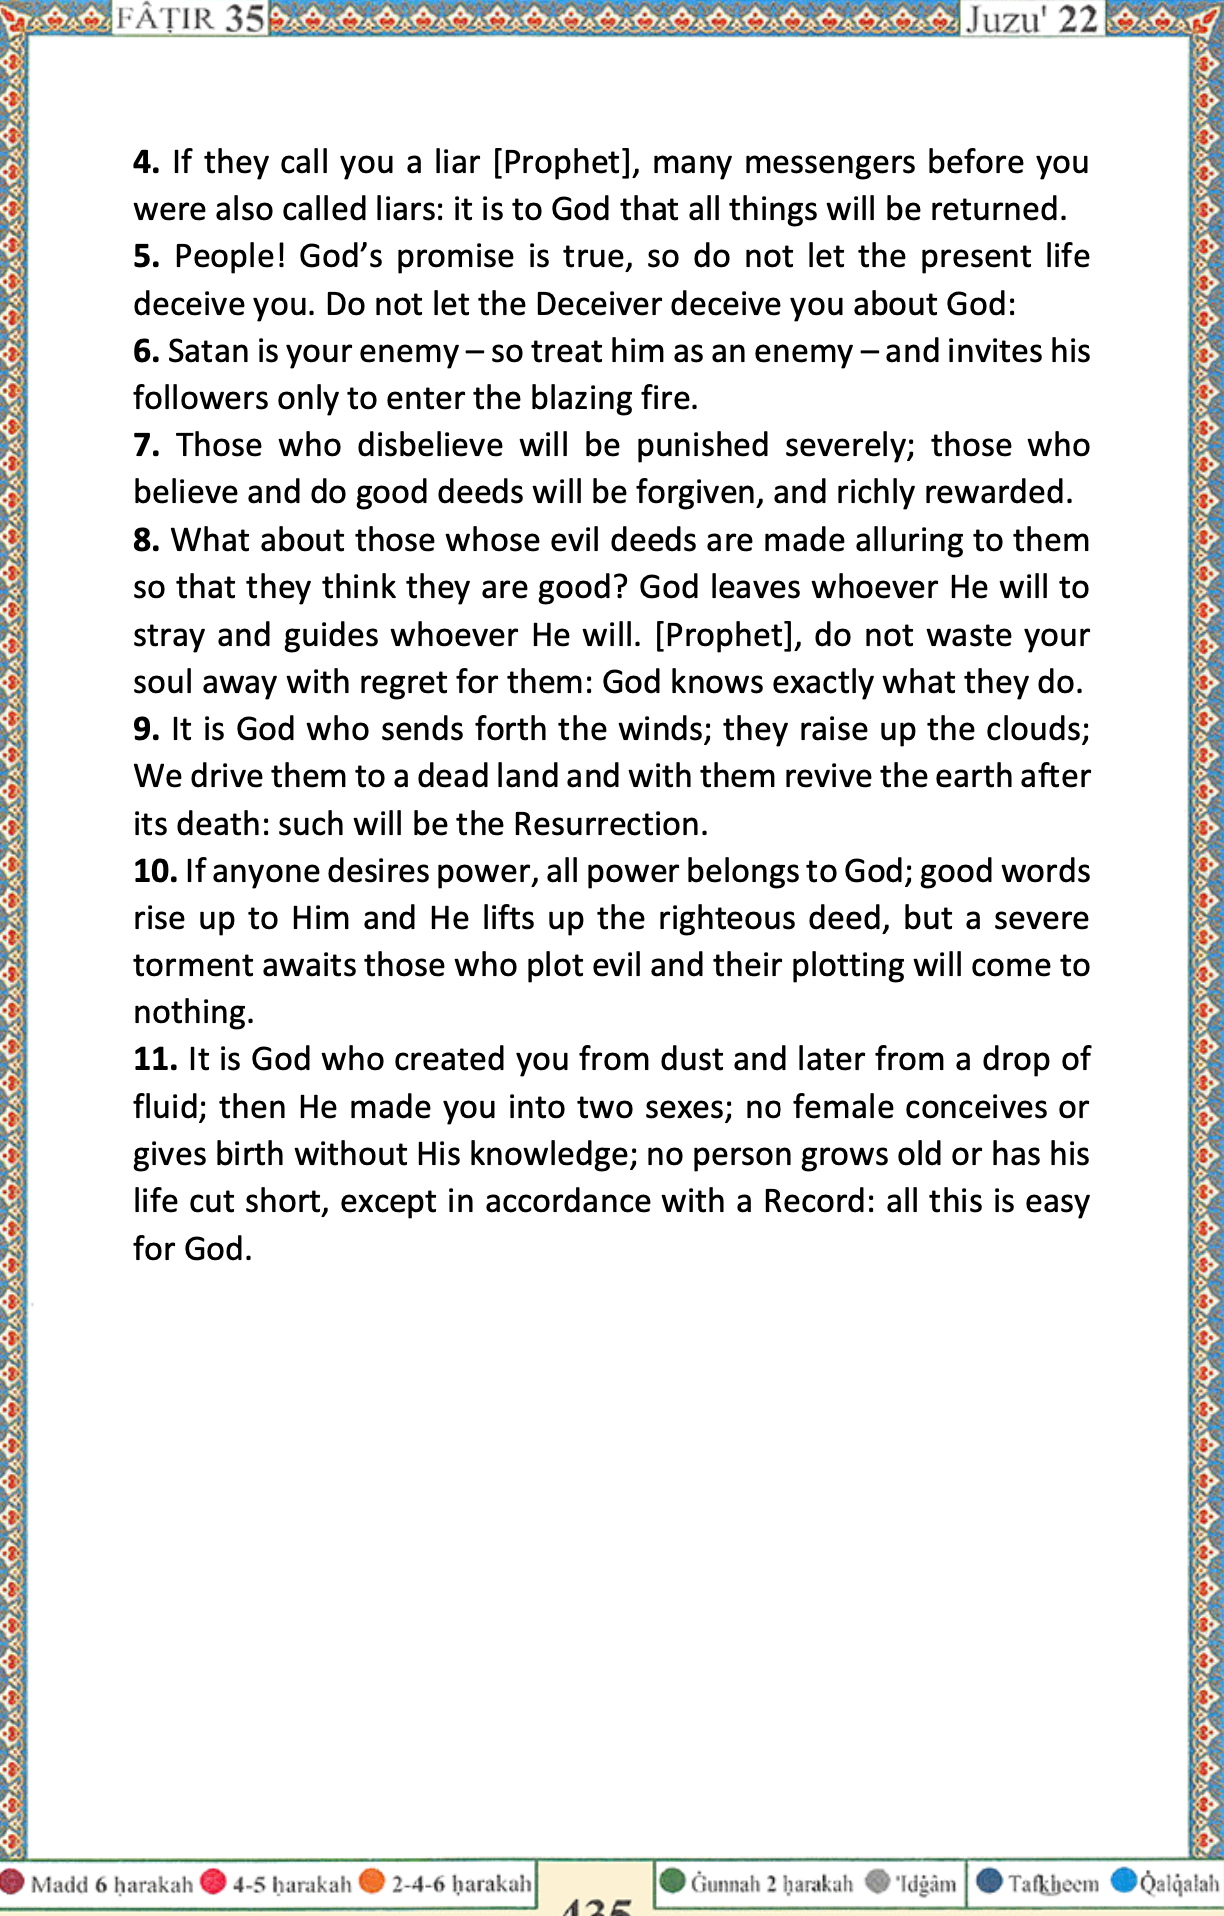 FÂṬIR 35
Juzu' 22
4. If they call you a liar [Prophet], many messengers before you
were also called liars: it is to God that all things will be returned.
5. People! God’s promise is true, so do not let the present life
deceive you. Do not let the Deceiver deceive you about God:
6. Satan is your enemy – so treat him as an enemy – and invites his
followers only to enter the blazing fire.
7. Those who disbelieve will be punished severely; those who
believe and do good deeds will be forgiven, and richly rewarded.
8. What about those whose evil deeds are made alluring to them
so that they think they are good? God leaves whoever He will to
stray and guides whoever He will. [Prophet], do not waste your
soul away with regret for them: God knows exactly what they do.
9. It is God who sends forth the winds; they raise up the clouds;
We drive them to a dead land and with them revive the earth after
its death: such will be the Resurrection.
10. If anyone desires power, all power belongs to God; good words
rise up to Him and He lifts up the righteous deed, but a severe
torment awaits those who plot evil and their plotting will come to
nothing.
11. It is God who created you from dust and later from a drop of
fluid; then He made you into two sexes; no female conceives or
gives birth without His knowledge; no person grows old or has his
life cut short, except in accordance with a Record: all this is easy
for God.
Madd 6 ḥarakah 4-5 ḥarakah 2-4-6 ḥarakah
Ġunnah 2 ḥarakah 'Idġâm Tafkheem Q̇alq̇alah
435